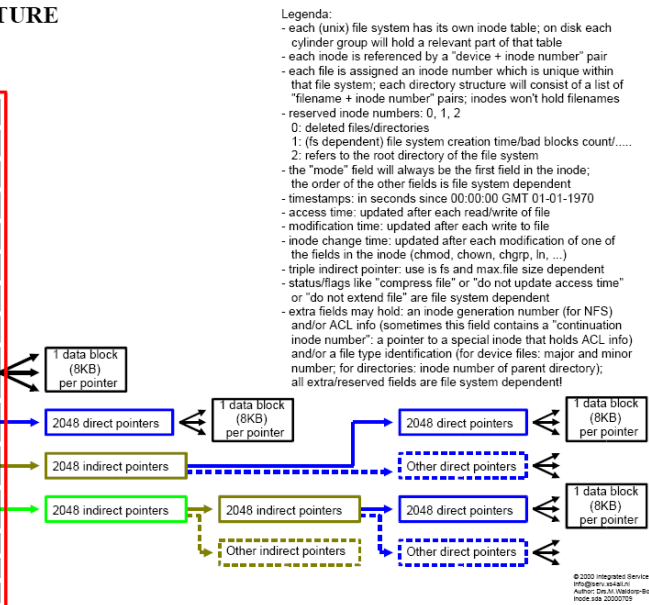 TURE
Legenda:
- each (unix) file system has its own inode table; on disk each
cylinder group will hold a relevant part of that table
- each inode is referenced by a "device + inode number" pair
- each file is assigned an inode number which is unique within
that file system; each directory structure will consist of a list of
"filename + inode number" pairs; inodes won't hold filenames
- reserved inode numbers: 0, 1, 2
0: deleted files/directories
1: (fs dependent) file system creation time/bad blocks count/.....
2: refers to the root directory of the file system
- the "mode" field will always be the first field in the inode;
the order of the other fields is file system dependent
- timestamps: in seconds since 00:00:00 GMT 01-01-1970
- access time: updated after each read/write of file
- modification time: updated after each write to file
- inode change time: updated after each modification of one of
the fields in the inode (chmod, chown, chgrp, ln, ...)
- triple indirect pointer: use is fs and max.file size dependent
- status/flags like "compress file" or "do not update access time"
or "do not extend file" are file system dependent
- extra fields may hold: an inode generation number (for NFS)
and/or ACL info (sometimes this field contains a "continuation
inode number": a pointer to a special inode that holds ACL info)
and/or a file type identification (for device files: major and minor
number; for directories: inode number of parent directory);
all extra/reserved fields are file system dependent!
1 data block
(8KB)
per pointer
2048 direct pointers
1 data block
(8KB)
per pointer
2048 direct pointers
1 data block
(8KB)
per pointer
2048 indirect pointers
Other direct pointers
2048 indirect pointers
2048 indirect pointers
2048 direct pointers
1 data block
(8KB)
per pointer
Other indirect pointers
Other direct pointers
© 2000 Integrated Service
info@iserv.xs4all.nl
Author: Drs.M.Waldorp-Bo
inode.sda 20000709